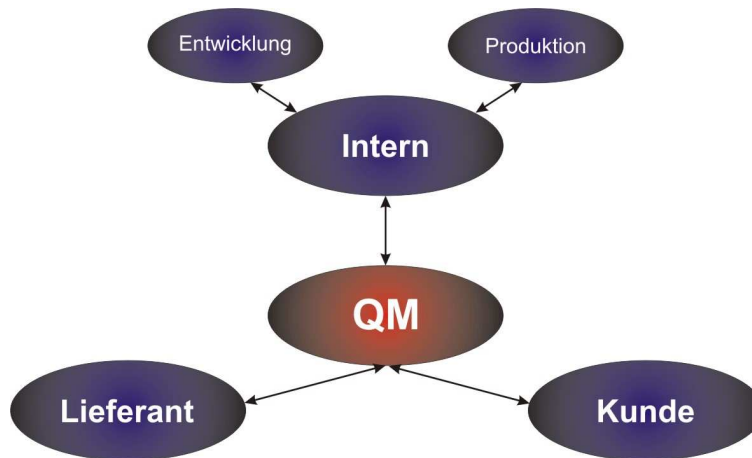 Entwicklung
Produktion
Intern
QM
Lieferant
Kunde